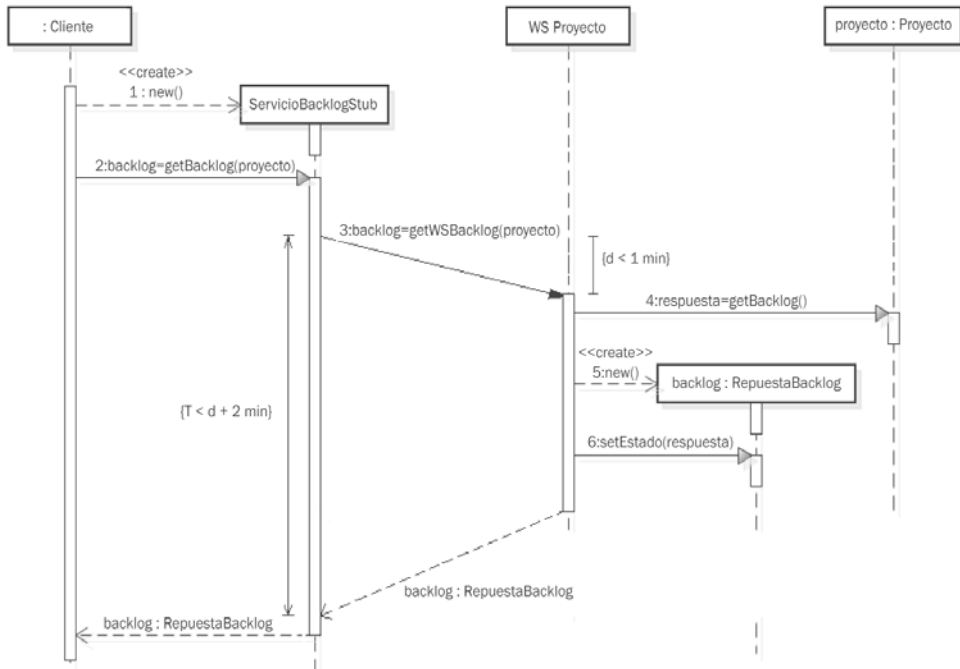 : Cliente
WS Proyecto
proyecto : Proyecto
<<create>>
1 : new()
ServicioBacklogStub
2:backlog=getBacklog(proyecto)
3:backlog=getWSBacklog(proyecto)
{d < 1 min}
4:respuesta=getBacklog()
<<create>>
5:new()
backlog : RepuestaBacklog
{T < d + 2 min}
6:setEstado(respuesta)
backlog : RepuestaBacklog
backlog : RepuestaBacklog